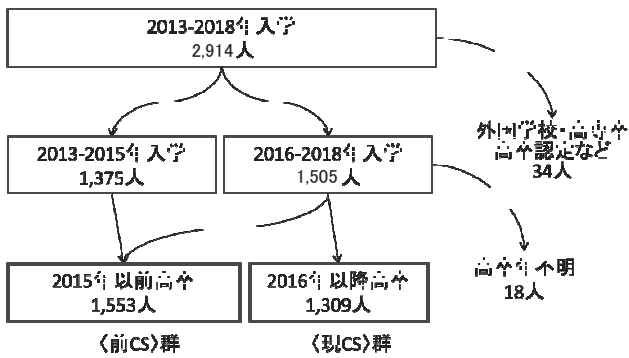 2013-2018年入学
2,914人
外国学校・高専卒
高卒認定など
34人
2013-2015年入学
1,375人
2016-2018年入学
1,505人
高卒年不明
18人
2015年以前高卒
1,553人
2016年以降高卒
1,309人
〈前CS〉群
〈現CS〉群